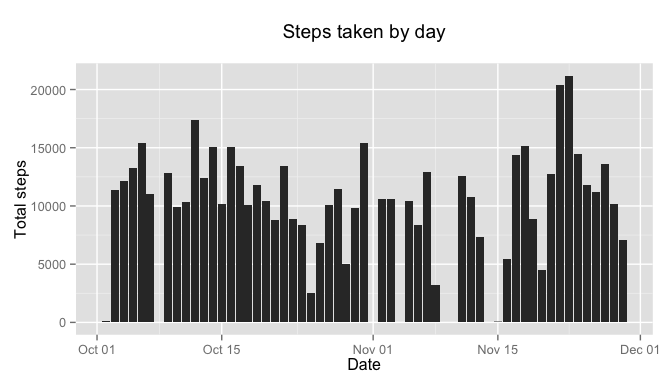 Steps taken by day
Total steps
20000
15000
10000
5000
0
Oct 01
Oct 15
Nov 01
Nov 15
Dec 01
Date